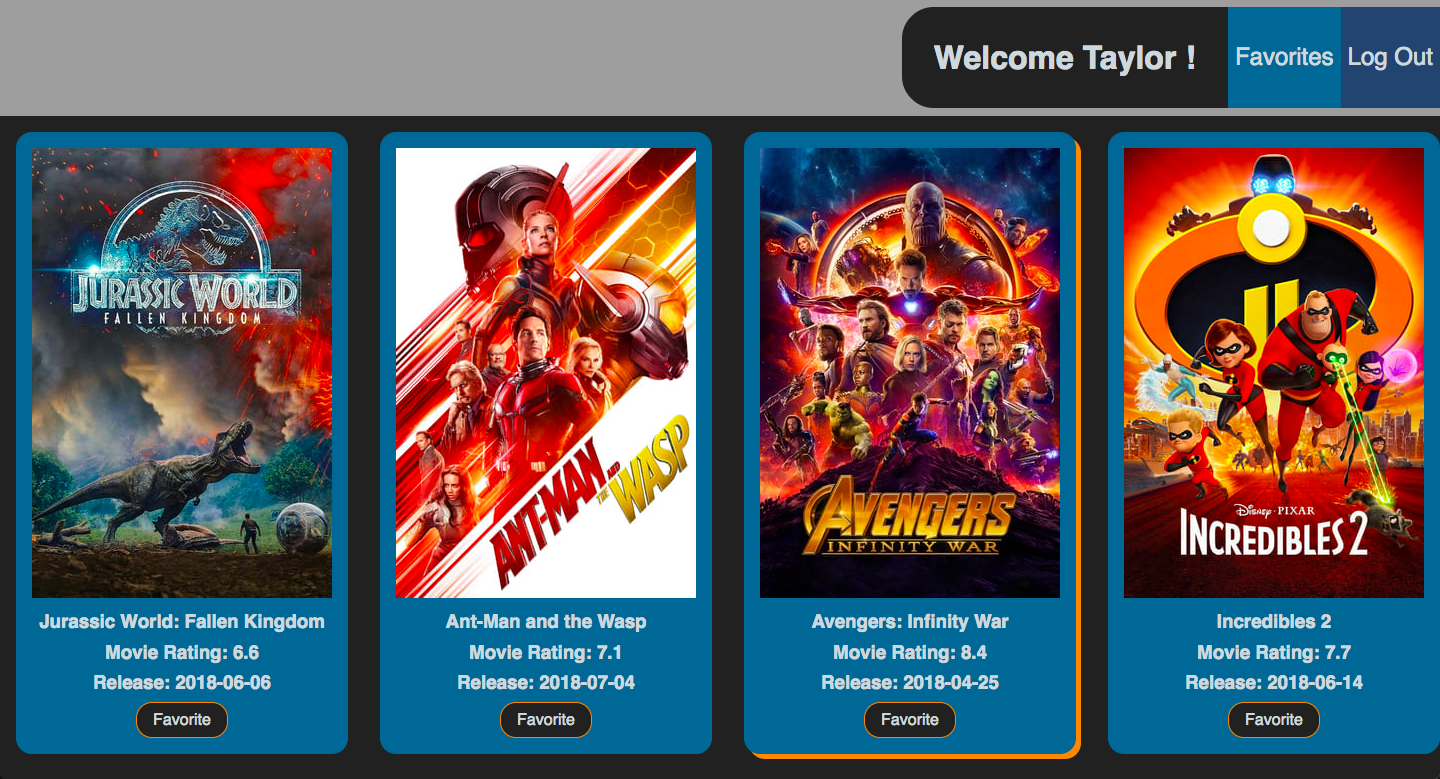 Welcome Taylor !
Favorites
Log Out
JURASSIC WORLD
FALLEN KINGDOM
Jurassic World: Fallen Kingdom
Movie Rating: 6.6
Release: 2018-06-06
Favorite
ANT-MAN
AND THE WASP
Ant-Man and the Wasp
Movie Rating: 7.1
Release: 2018-07-04
Favorite
AVENGERS
INFINITY WAR
Avengers: Infinity War
Movie Rating: 8.4
Release: 2018-04-25
Favorite
DISNEY · PIXAR
INCREDIBLES 2
Incredibles 2
Movie Rating: 7.7
Release: 2018-06-14
Favorite